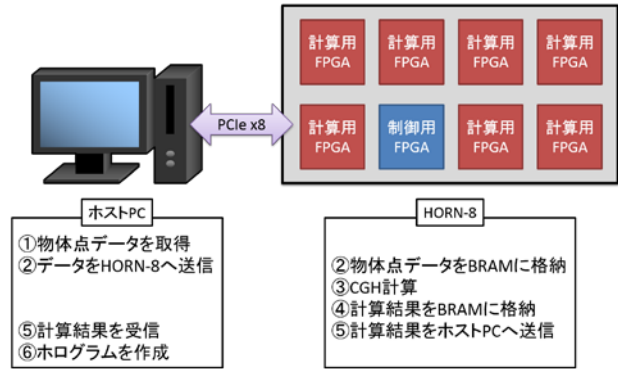 計算用
FPGA
計算用
FPGA
計算用
FPGA
計算用
FPGA
PCIe x8
計算用
FPGA
制御用
FPGA
計算用
FPGA
計算用
FPGA
ホストPC
①物体点データを取得
②データをHORN-8へ送信
⑤計算結果を受信
⑥ホログラムを作成
HORN-8
②物体点データをBRAMに格納
③CGH計算
④計算結果をBRAMに格納
⑤計算結果をホストPCへ送信